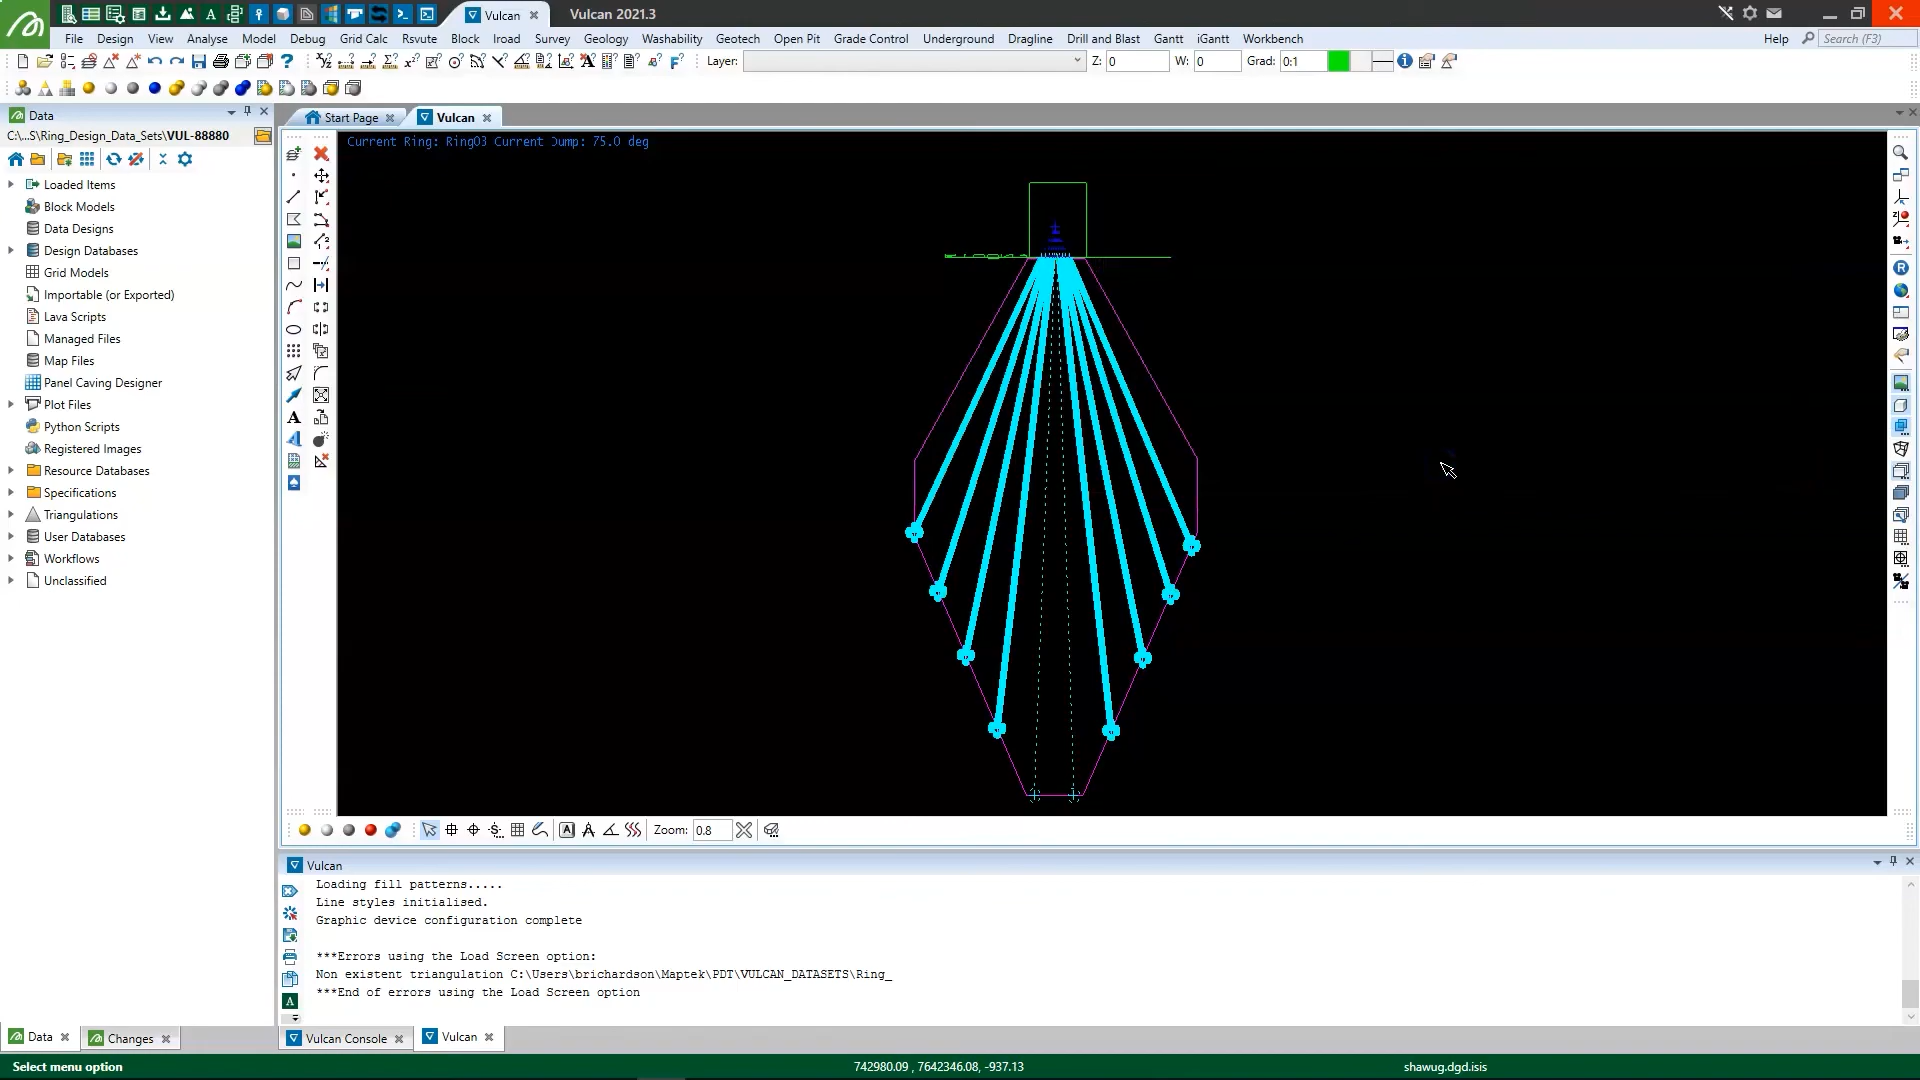 Vulcan
Vulcan 2021.3
File Design View Analyse Model Debug Grid Calc Rsvute Block Iroad Survey Geology Washability Geotech Open Pit Grade Control Underground Dragline Drill and Blast Gantt iGantt Workbench Help Search (F3)
Layer: Z: 0 W: 0 Grad: 0:1
Data
C:\...S\Ring_Design_Data_Sets\VUL-88880
Start Page Vulcan
Current Ring: Ring03 Current Dump: 75.0 deg
Loaded Items
Block Models
Data Designs
Design Databases
Grid Models
Importable (or Exported)
Lava Scripts
Managed Files
Map Files
Panel Caving Designer
Plot Files
Python Scripts
Registered Images
Resource Databases
Specifications
Triangulations
User Databases
Workflows
Unclassified
Zoom: 0.8
Vulcan
Loading fill patterns.....
Line styles initialised.
Graphic device configuration complete
***Errors using the Load Screen option:
Non existent triangulation C:\Users\brichardson\Maptek\PDT\VULCAN_DATASETS\Ring_
***End of errors using the Load Screen option
Data Changes Vulcan Console Vulcan
Select menu option 742980.09 , 7642346.08, -937.13 shawug.dgd.isis